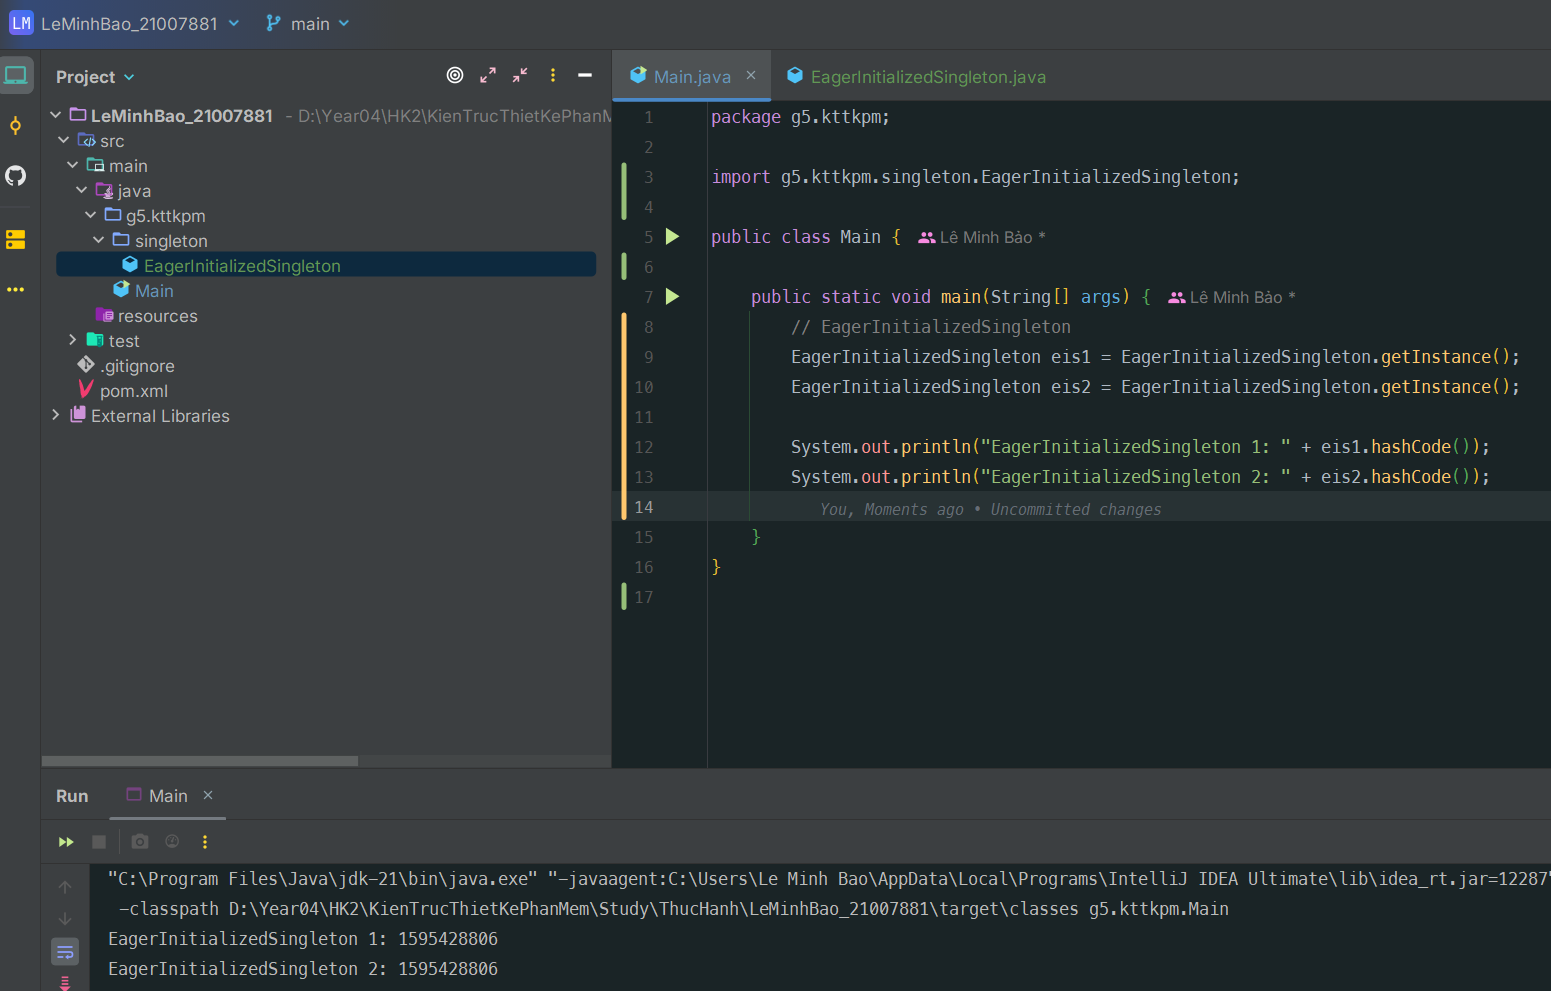 LM LeMinhBao_21007881 main
Project
LeMinhBao_21007881 - D:\Year04\HK2\KienTrucThietKePhanM
src
main
java
g5.kttkpm
singleton
EagerInitializedSingleton
Main
resources
test
.gitignore
pom.xml
External Libraries
Main.java × EagerInitializedSingleton.java
1 package g5.kttkpm;
2
3 import g5.kttkpm.singleton.EagerInitializedSingleton;
4
5 public class Main { Lê Minh Bảo *
6
7 public static void main(String[] args) { Lê Minh Bảo *
8 // EagerInitializedSingleton
9 EagerInitializedSingleton eis1 = EagerInitializedSingleton.getInstance();
10 EagerInitializedSingleton eis2 = EagerInitializedSingleton.getInstance();
11
12 System.out.println("EagerInitializedSingleton 1: " + eis1.hashCode());
13 System.out.println("EagerInitializedSingleton 2: " + eis2.hashCode());
14 You, Moments ago • Uncommitted changes
15 }
16 }
17
Run Main ×
"C:\Program Files\Java\jdk-21\bin\java.exe" "-javaagent:C:\Users\Le Minh Bao\AppData\Local\Programs\IntelliJ IDEA Ultimate\lib\idea_rt.jar=12287
-classpath D:\Year04\HK2\KienTrucThietKePhanMem\Study\ThucHanh\LeMinhBao_21007881\target\classes g5.kttkpm.Main
EagerInitializedSingleton 1: 1595428806
EagerInitializedSingleton 2: 1595428806